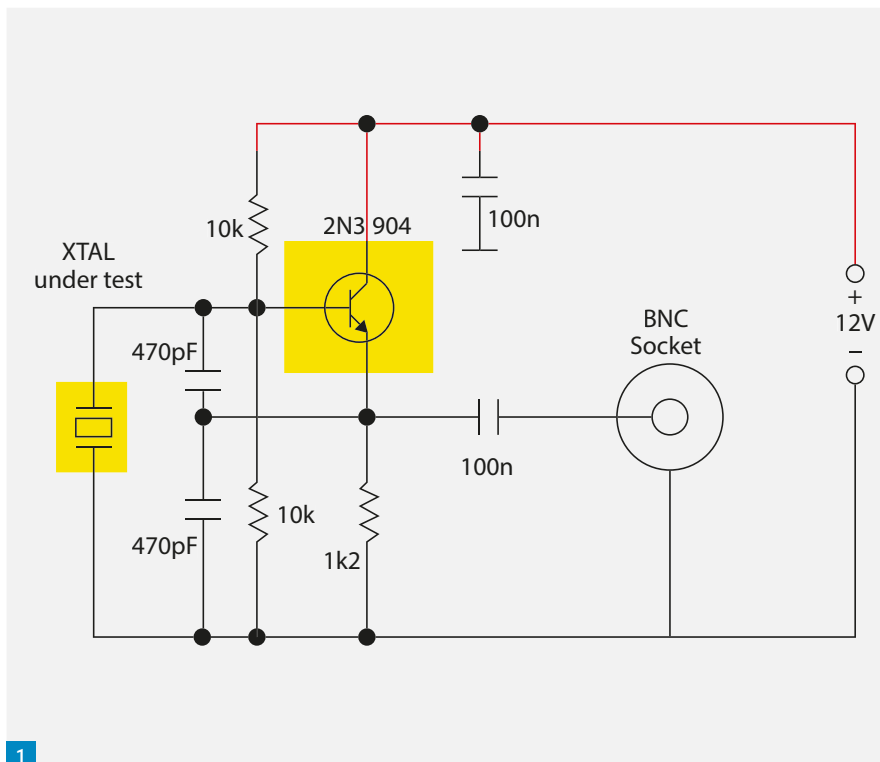 10k
2N3 904
100n
XTAL
under test
+
12V
−
BNC
Socket
470pF
100n
470pF
10k
1k2
1